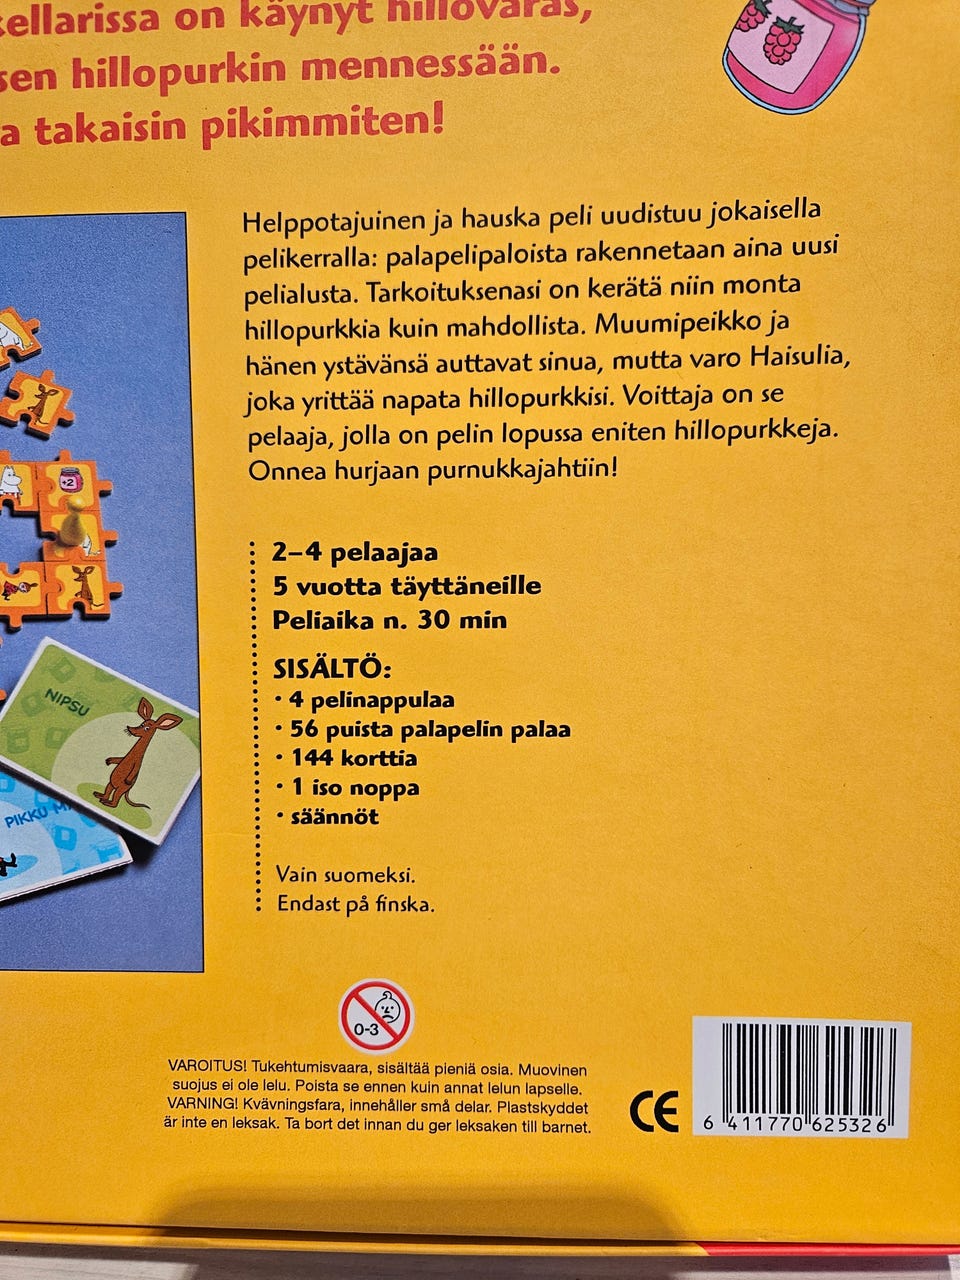 kellarissa on käynyt hillovaras,
hillopurkin mennessään.
takaisin pikimmiten!
Helppotajuinen ja hauska peli uudistuu jokaisella
pelikerralla: palapelipaloista rakennetaan aina uusi
pelialusta. Tarkoituksenasi on kerätä niin monta
hillopurkkia kuin mahdollista. Muumipeikko ja
hänen ystävänsä auttavat sinua, mutta varo Haisulia,
joka yrittää napata hillopurkkisi. Voittaja on se
pelaaja, jolla on pelin lopussa eniten hillopurkkeja.
Onnea hurjaan purnukkajahtiin!
+2
2–4 pelaajaa
5 vuotta täyttäneille
Peliaika n. 30 min
SISÄLTÖ:
• 4 pelinappulaa
• 56 puista palapelin palaa
• 144 korttia
• 1 iso noppa
• säännöt
NIPSU
PIKKU
Vain suomeksi.
Endast på finska.
0-3
VAROITUS! Tukehtumisvaara, sisältää pieniä osia. Muovinen
suojus ei ole lelu. Poista se ennen kuin annat lelun lapselle.
VARNING! Kvävningsfara, innehåller små delar. Plastskyddet
är inte en leksak. Ta bort det innan du ger leksaken till barnet.
CE
6 411770 625326